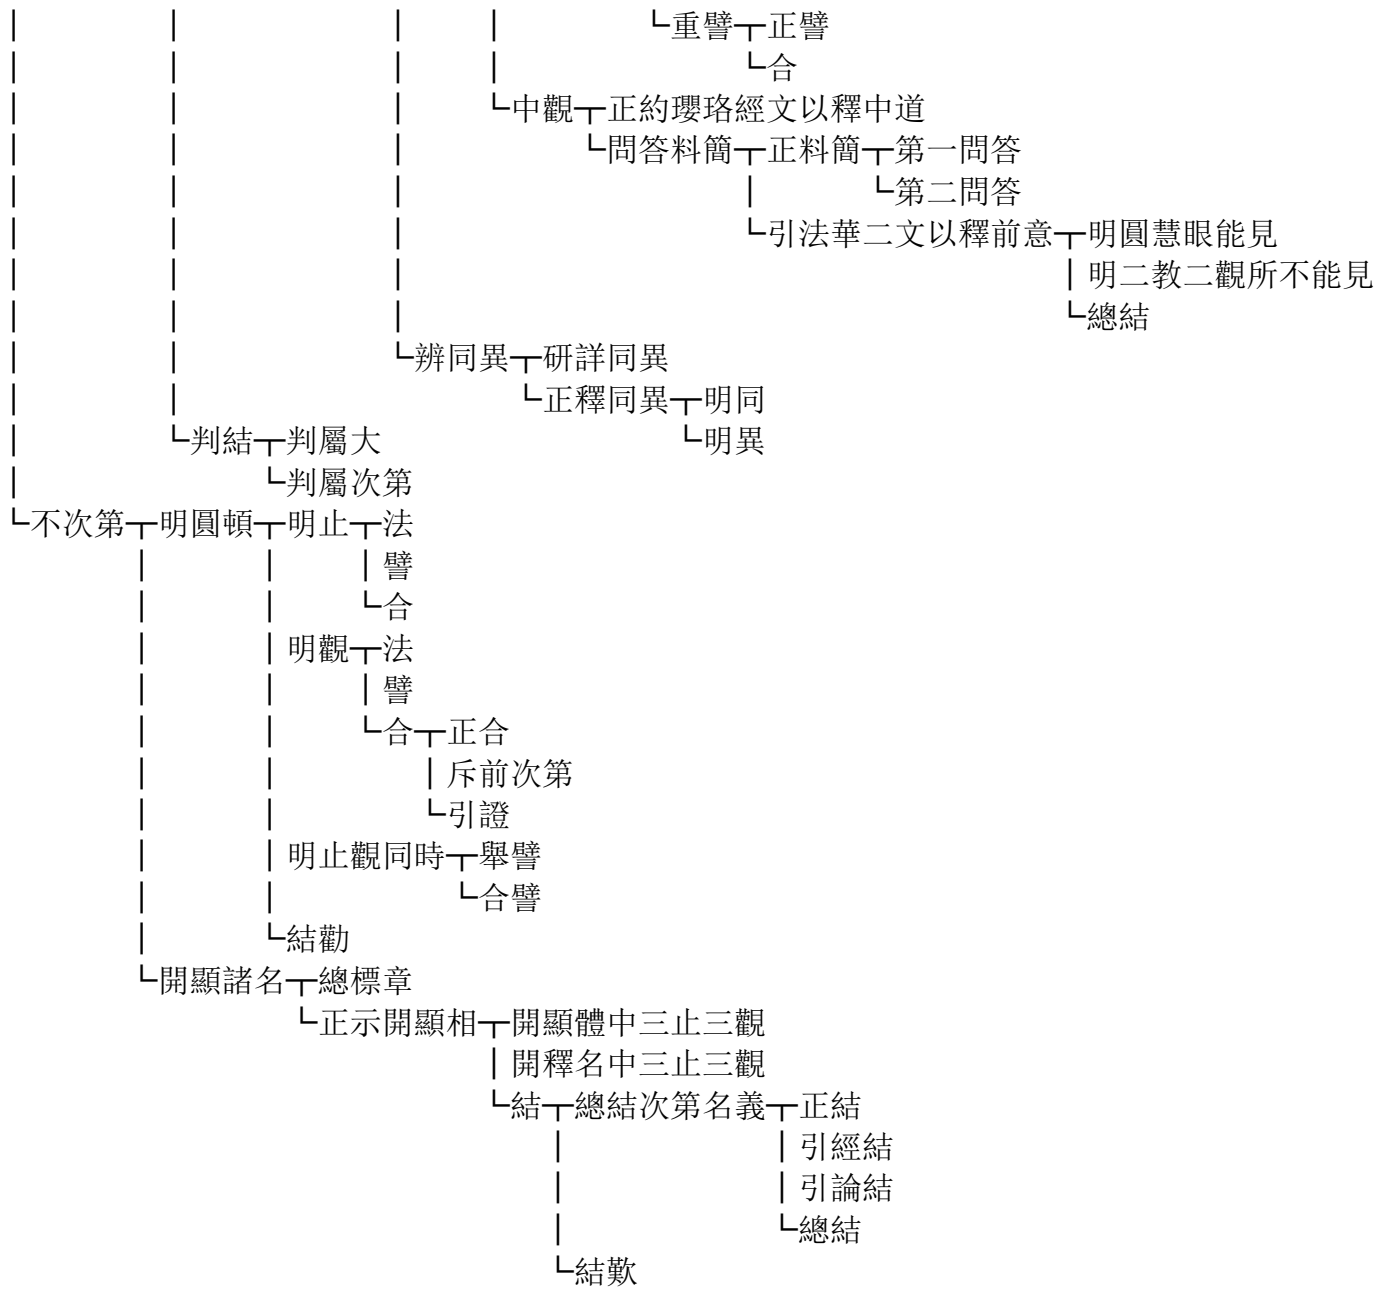 │　　　　│　　　　　　│　　│　　　　└重譬┬正譬
│　　　　│　　　　　　│　　│　　　　　　　└合
│　　　　│　　　　　　│　　└中觀┬正約瓔珞經文以釋中道
│　　　　│　　　　　　│　　　　　└問答料簡┬正料簡┬第一問答
│　　　　│　　　　　　│　　　　　　　　　　│　　　└第二問答
│　　　　│　　　　　　│　　　　　　　　　　└引法華二文以釋前意┬明圓慧眼能見
│　　　　│　　　　　　│　　　　　　　　　　　　　　　　　　　　│明二教二觀所不能見
│　　　　│　　　　　　│　　　　　　　　　　　　　　　　　　　　└總結
│　　　　│　　　　　　└辨同異┬研詳同異
│　　　　│　　　　　　　　　　└正釋同異┬明同
│　　　　└判結┬判屬大　　　　　　　　　└明異
│　　　　　　　└判屬次第
└不次第┬明圓頓┬明止┬法
　　　　│　　　│　　│譬
　　　　│　　　│　　└合
　　　　│　　　│明觀┬法
　　　　│　　　│　　│譬
　　　　│　　　│　　└合┬正合
　　　　│　　　│　　　　│斥前次第
　　　　│　　　│　　　　└引證
　　　　│　　　│明止觀同時┬舉譬
　　　　│　　　│　　　　　└合譬
　　　　│　　　└結勸
　　　　└開顯諸名┬總標章
　　　　　　　　　└正示開顯相┬開顯體中三止三觀
　　　　　　　　　　　　　　　│開釋名中三止三觀
　　　　　　　　　　　　　　　└結┬總結次第名義┬正結
　　　　　　　　　　　　　　　　　│　　　　　　│引經結
　　　　　　　　　　　　　　　　　│　　　　　　│引論結
　　　　　　　　　　　　　　　　　│　　　　　　└總結
　　　　　　　　　　　　　　　　　└結歎